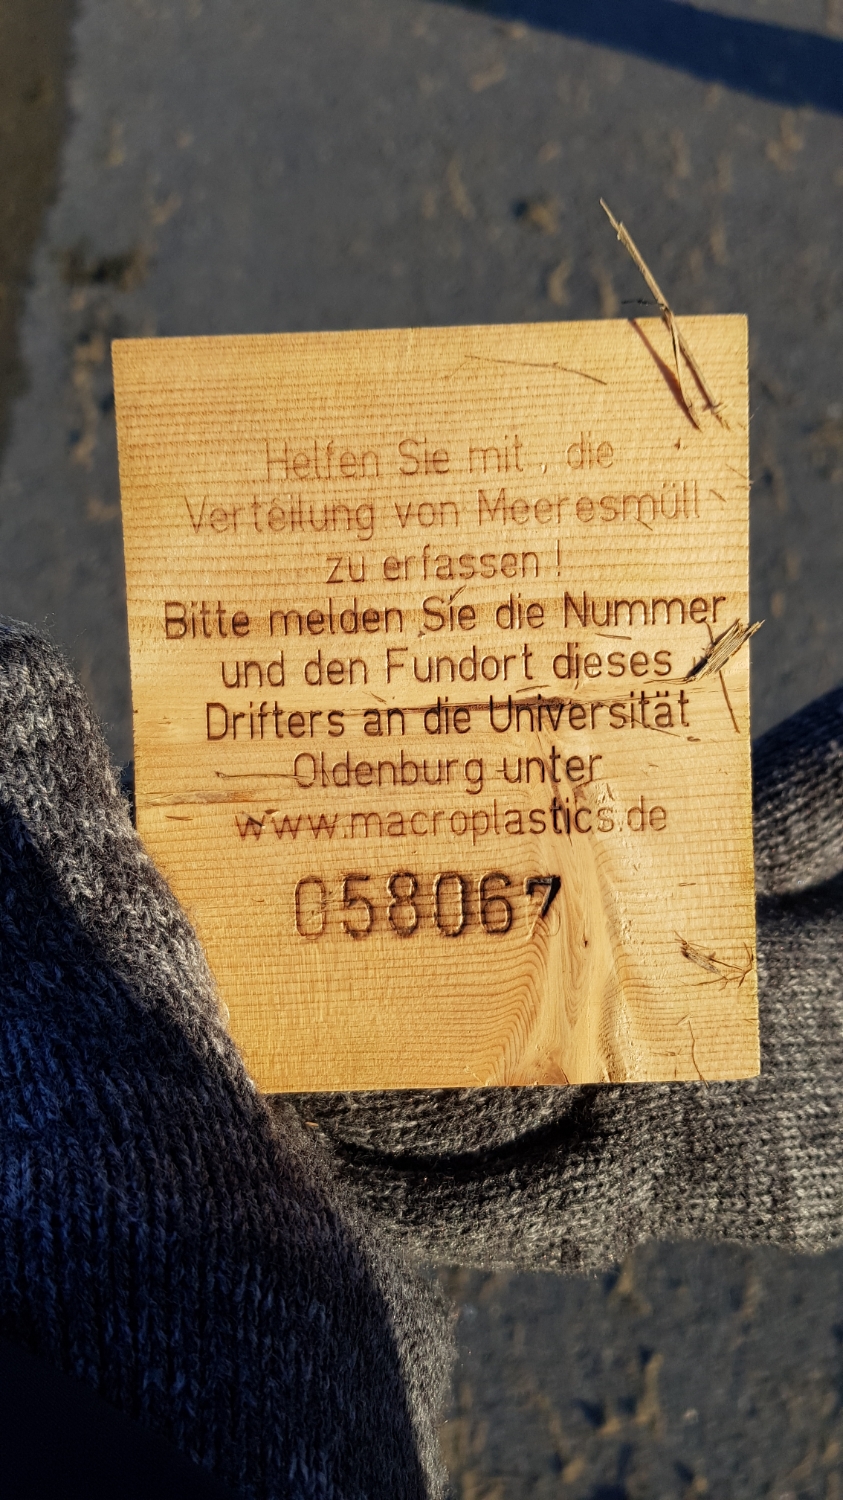 Helfen Sie mit, die
Verteilung von Meeresmüll
zu erfassen!
Bitte melden Sie die Nummer
und den Fundort dieses
Drifters an die Universität
Oldenburg unter
www.macroplastics.de
058067